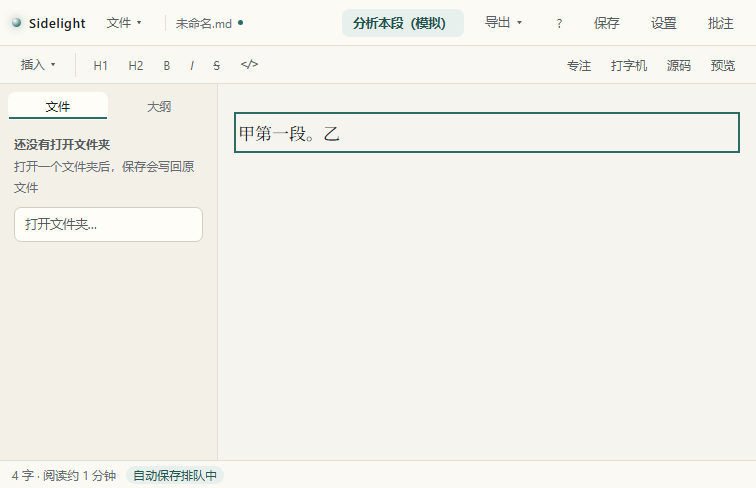 Sidelight 文件 ▾ 未命名.md ● 分析本段（模拟） 导出 ▾ ? 保存 设置 批注
插入 ▾ H1 H2 B I S </> 专注 打字机 源码 预览
文件 大纲
还没有打开文件夹
打开一个文件夹后，保存会写回原
文件
打开文件夹...
甲第一段。乙
4 字 · 阅读约 1 分钟 自动保存排队中